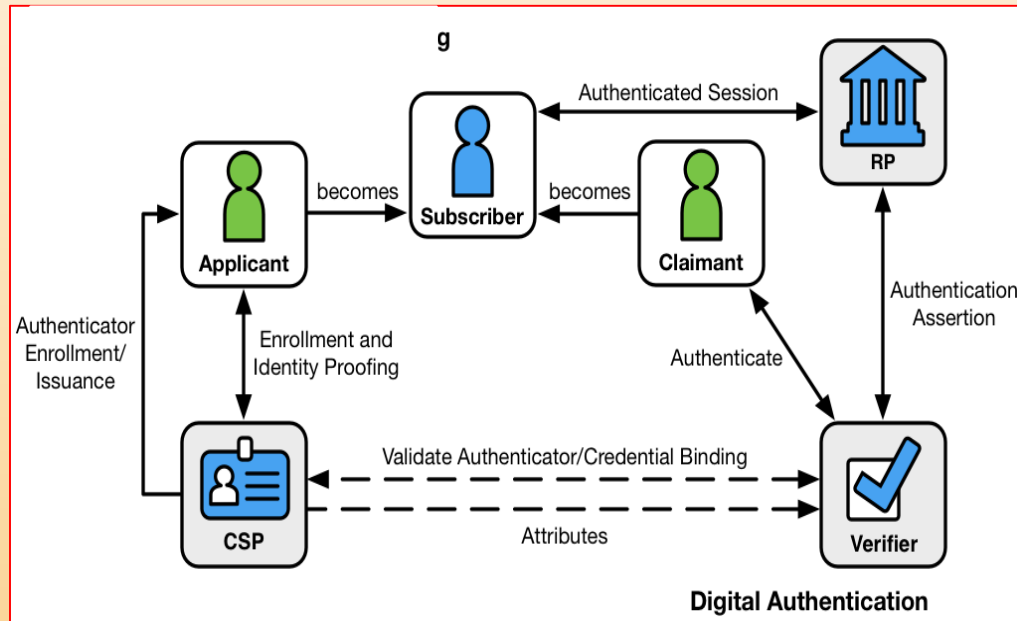 g
Authenticated Session
RP
becomes
Subscriber
becomes
Applicant
Claimant
Authenticator
Enrollment/
Issuance
Enrollment and
Identity Proofing
Authenticate
Authentication
Assertion
Validate Authenticator/Credential Binding
Attributes
CSP
Verifier
Digital Authentication